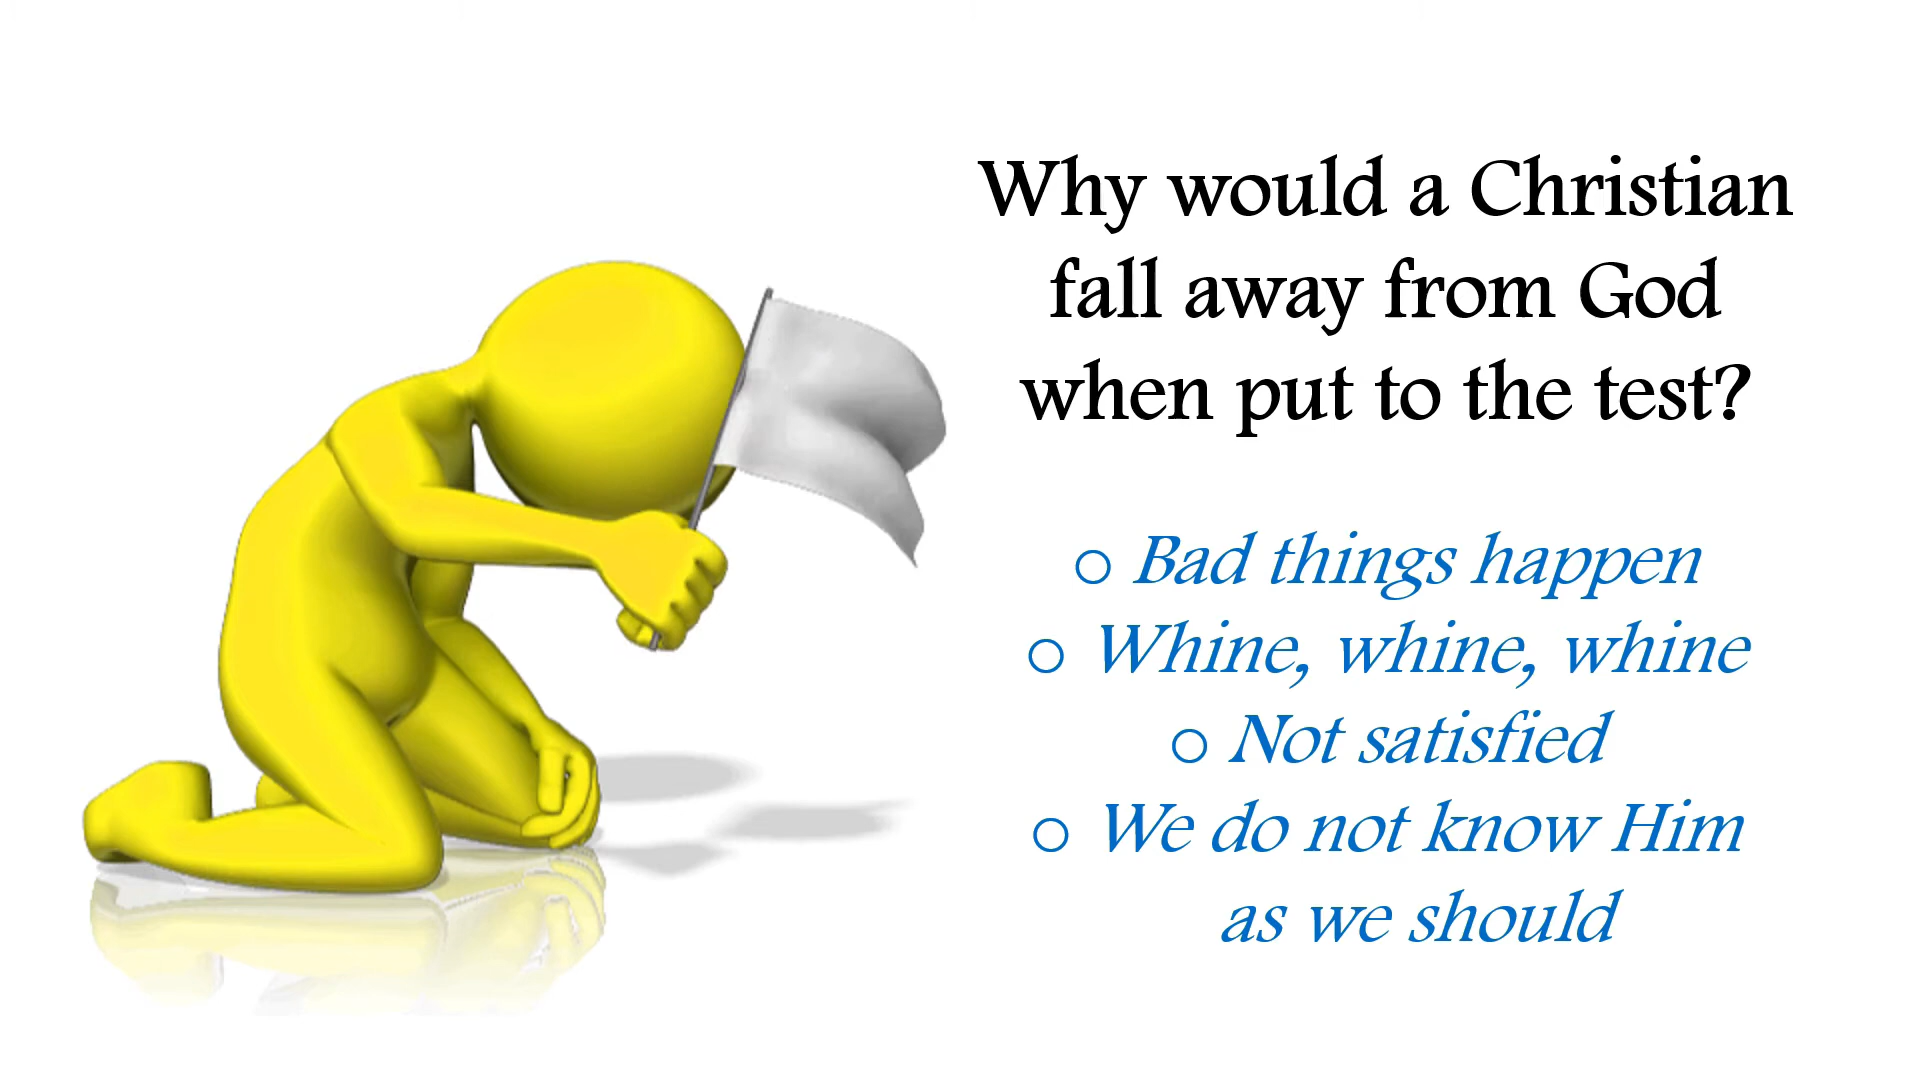 Why would a Christian
fall away from God
when put to the test?
o Bad things happen
o Whine, whine, whine
o Not satisfied
o We do not know Him
as we should